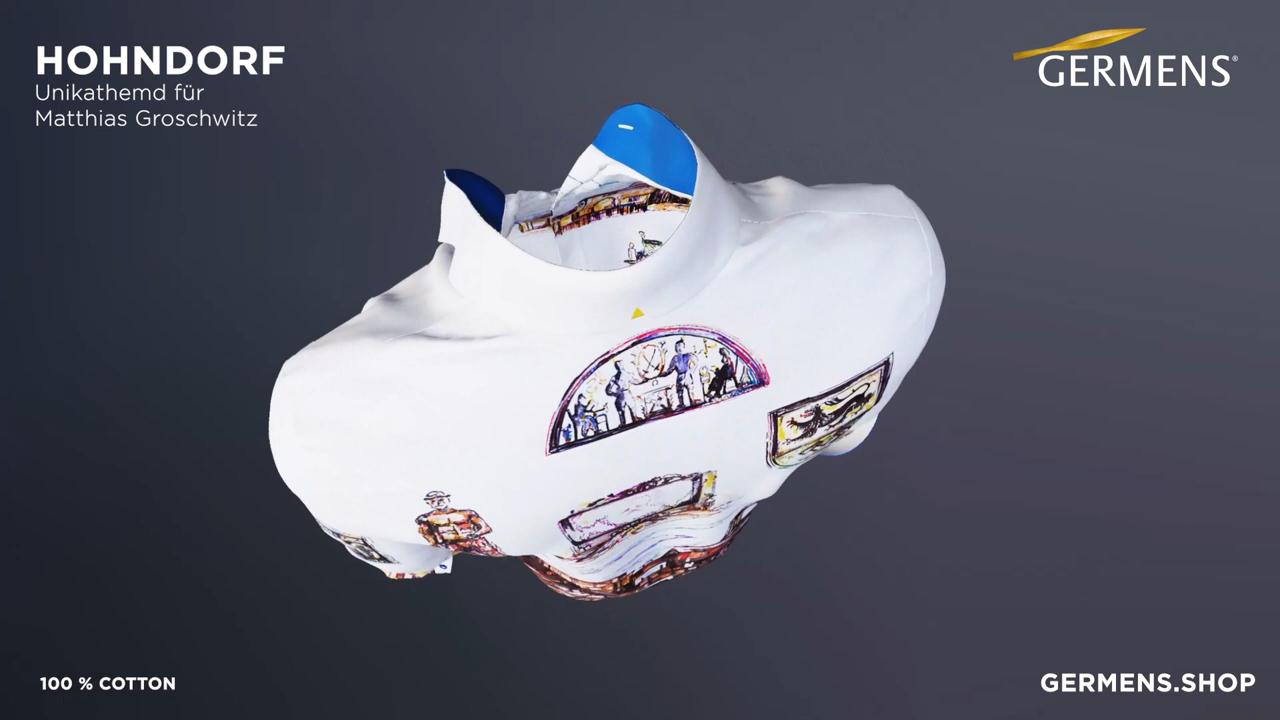 HOHNDORF
Unikathemd für
Matthias Groschwitz
GERMENS®
100 % COTTON
GERMENS.SHOP